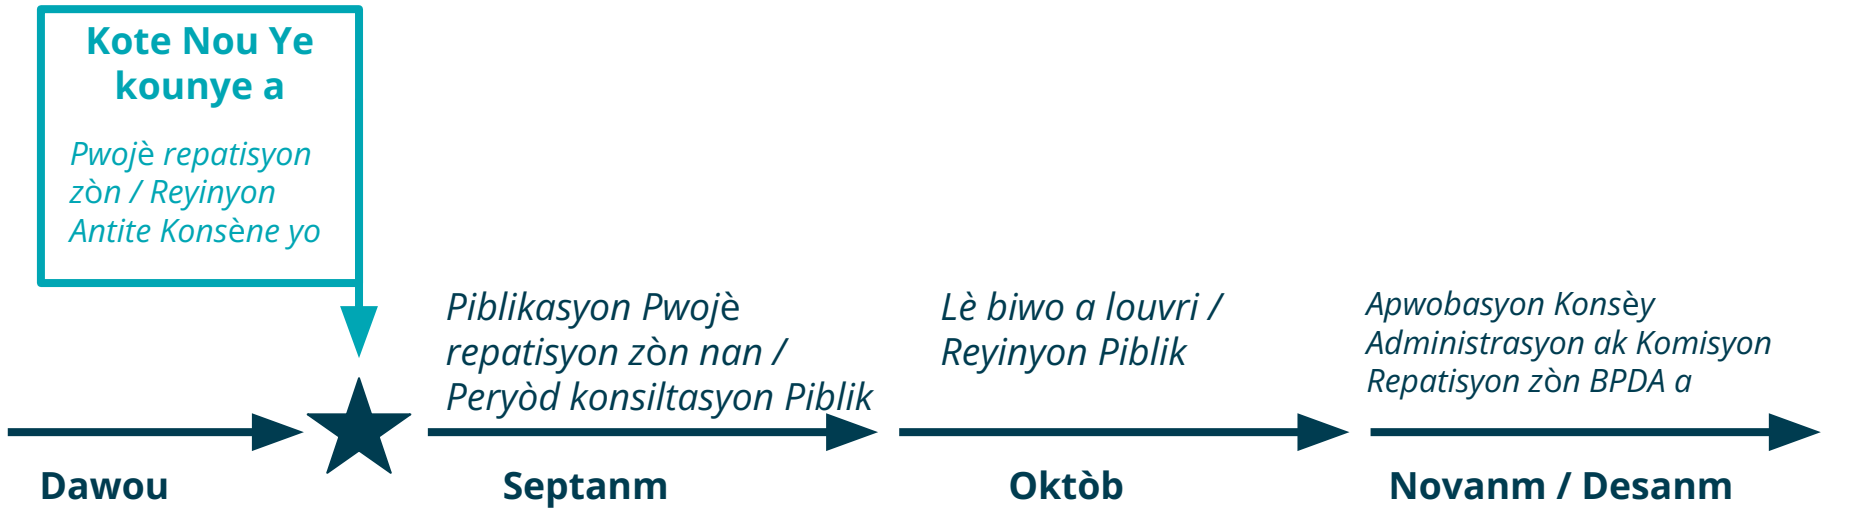 Kote Nou Ye
kounye a
Pwojè repatisyon
zòn / Reyinyon
Antite Konsène yo
Piblikasyon Pwojè
repatisyon zòn nan /
Peryòd konsiltasyon Piblik
Lè biwo a louvri /
Reyinyon Piblik
Apwobasyon Konsèy
Administrasyon ak Komisyon
Repatisyon zòn BPDA a
Dawou
Septanm
Oktòb
Novanm / Desanm